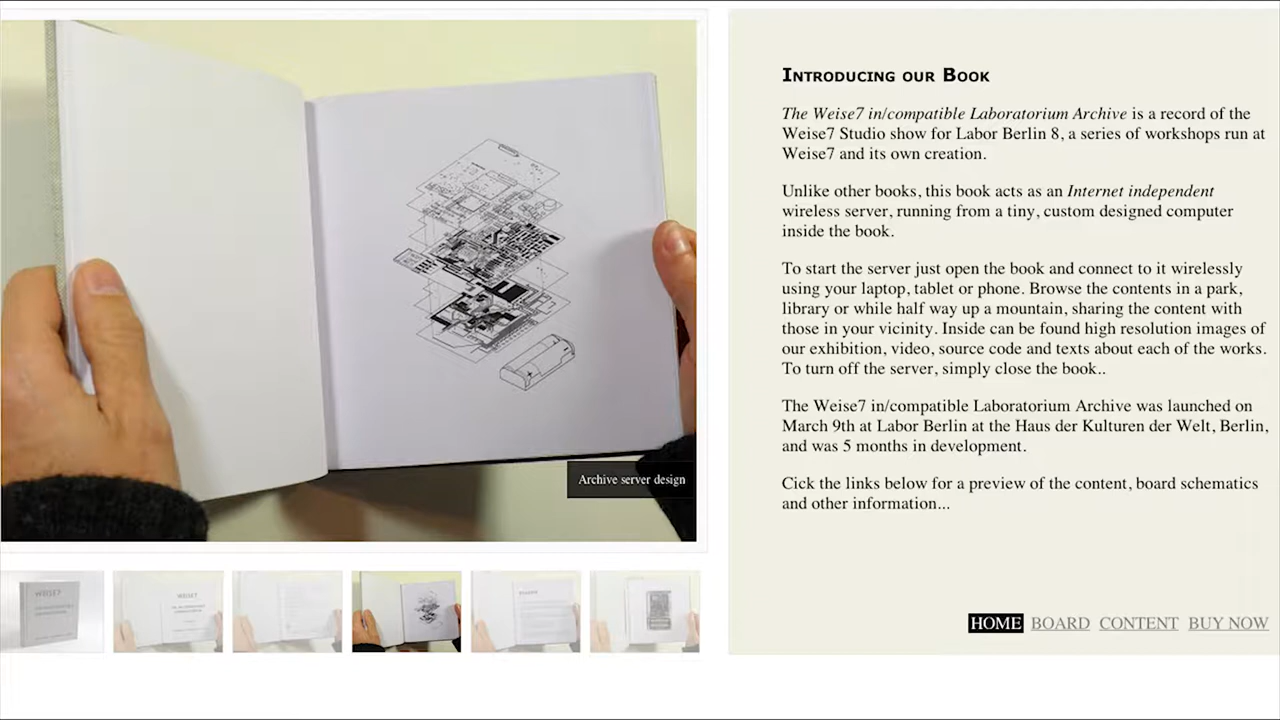 Introducing our Book
The Weise7 in/compatible Laboratorium Archive is a record of the
Weise7 Studio show for Labor Berlin 8, a series of workshops run at
Weise7 and its own creation.
Unlike other books, this book acts as an Internet independent
wireless server, running from a tiny, custom designed computer
inside the book.
To start the server just open the book and connect to it wirelessly
using your laptop, tablet or phone. Browse the contents in a park,
library or while half way up a mountain, sharing the content with
those in your vicinity. Inside can be found high resolution images of
our exhibition, video, source code and texts about each of the works.
To turn off the server, simply close the book..
The Weise7 in/compatible Laboratorium Archive was launched on
March 9th at Labor Berlin at the Haus der Kulturen der Welt, Berlin,
and was 5 months in development.
Cick the links below for a preview of the content, board schematics
and other information...
Archive server design
WEISE7
WEISE7
HOME BOARD CONTENT BUY NOW